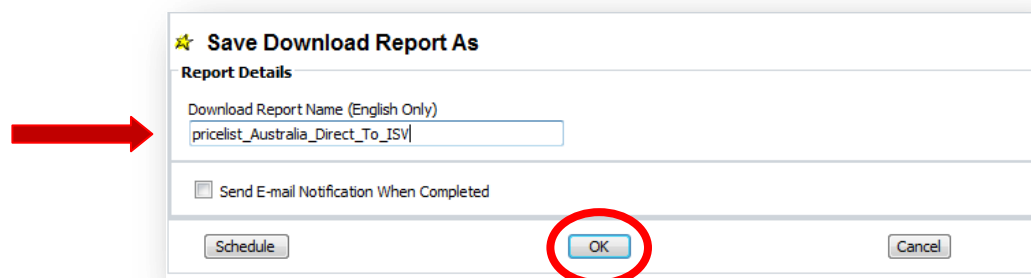 Save Download Report As
Report Details
Download Report Name (English Only)
pricelist_Australia_Direct_To_ISV
Send E-mail Notification When Completed
Schedule OK Cancel